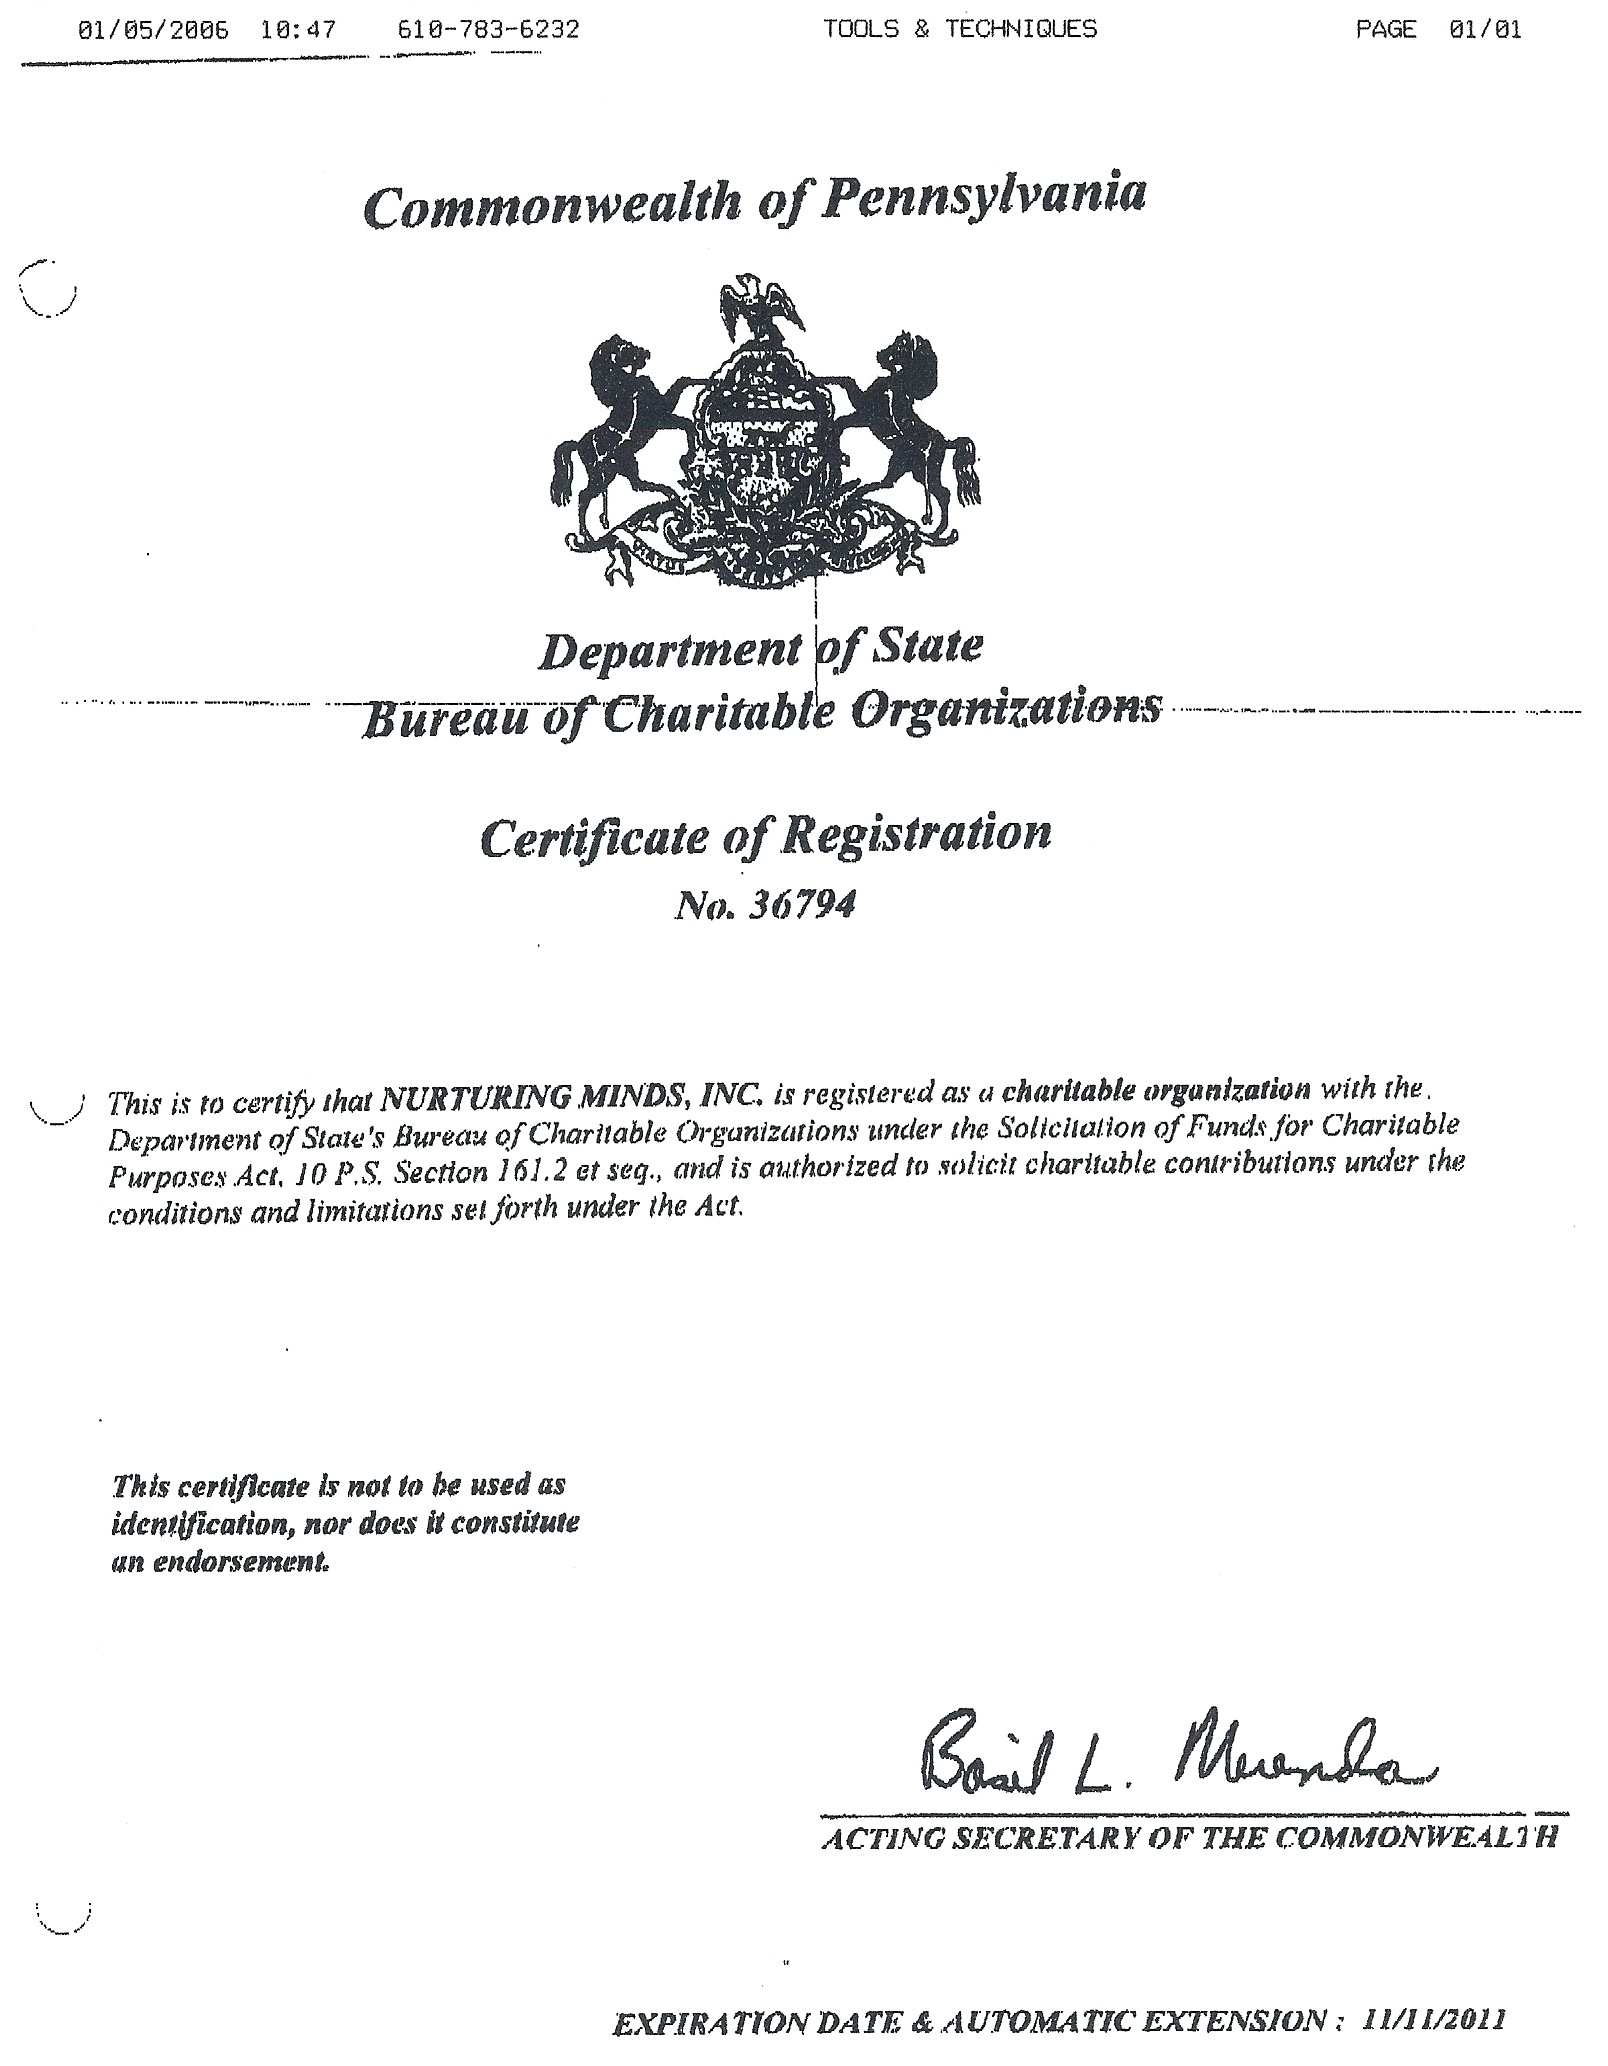 01/05/2006 10:47 610-783-6232 TOOLS & TECHNIQUES PAGE 01/01
Commonwealth of Pennsylvania
Department of State
Bureau of Charitable Organizations
Certificate of Registration
No. 36794
This is to certify that NURTURING MINDS, INC. is registered as a charitable organization with the
Department of State's Bureau of Charitable Organizations under the Solicitation of Funds for Charitable
Purposes Act, 10 P.S. Section 161.2 et seq., and is authorized to solicit charitable contributions under the
conditions and limitations set forth under the Act.
This certificate is not to be used as
identification, nor does it constitute
an endorsement.
Basil L. Merenda
ACTING SECRETARY OF THE COMMONWEALTH
EXPIRATION DATE & AUTOMATIC EXTENSION : 11/11/2011